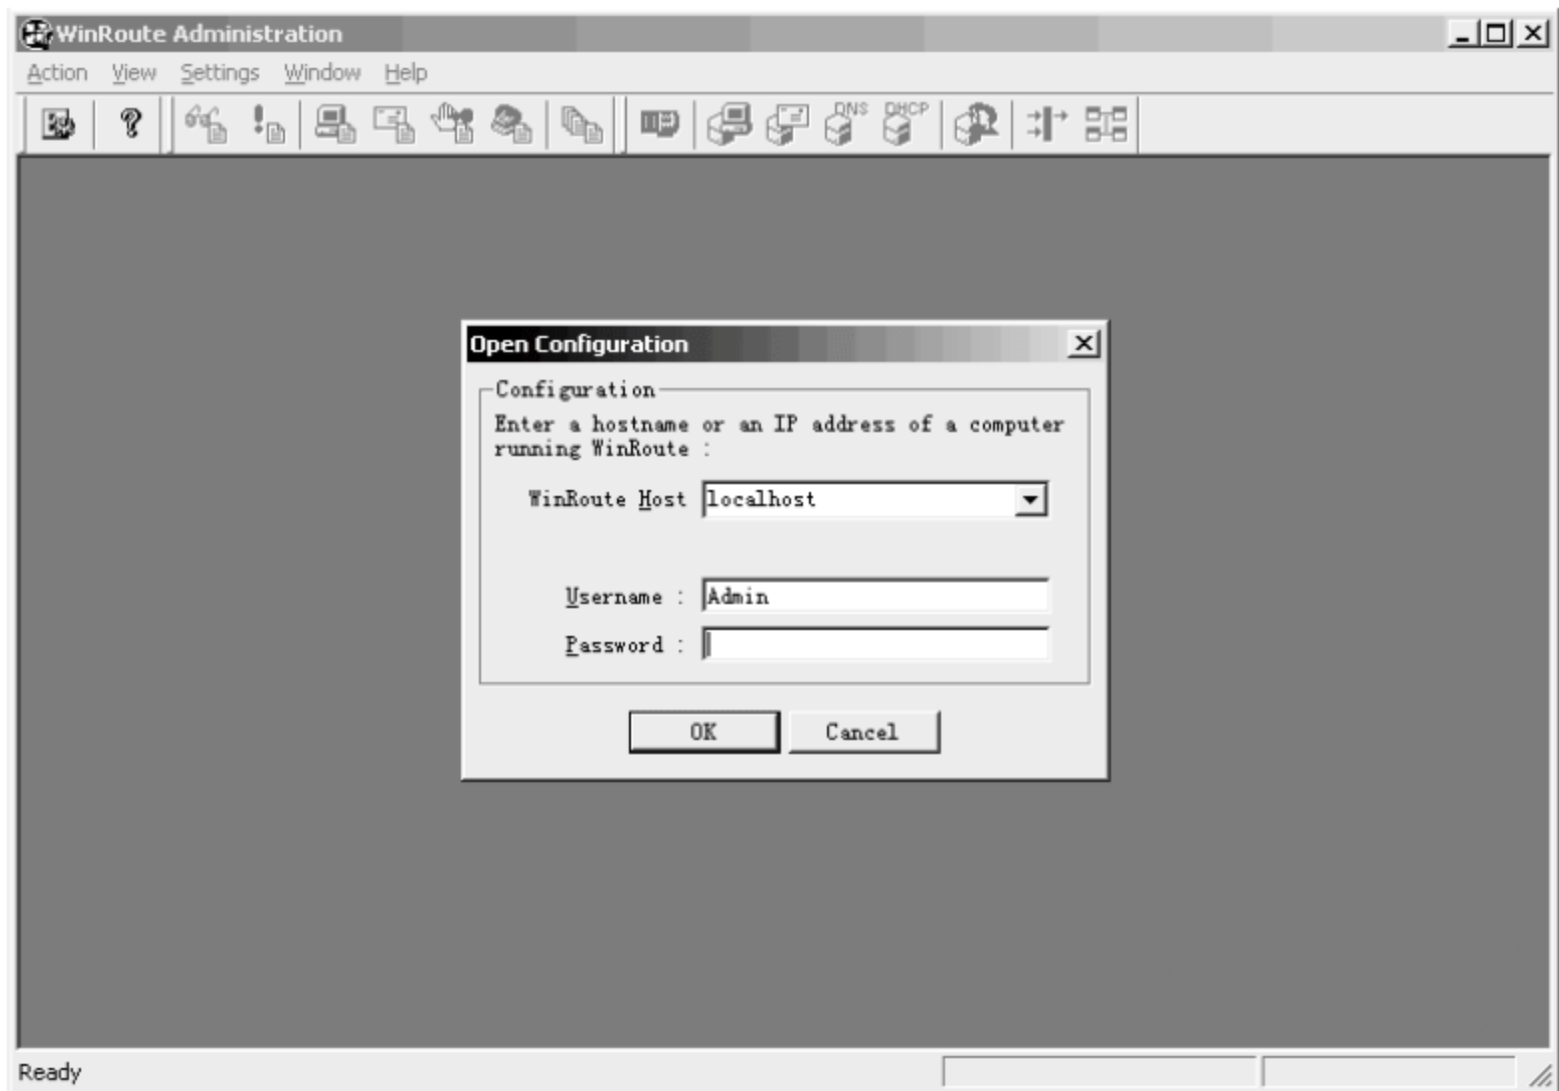 WinRoute Administration
Action View Settings Window Help
DNS DHCP
Open Configuration
Configuration
Enter a hostname or an IP address of a computer
running WinRoute :
WinRoute Host localhost
Username : Admin
Password :
OK Cancel
Ready